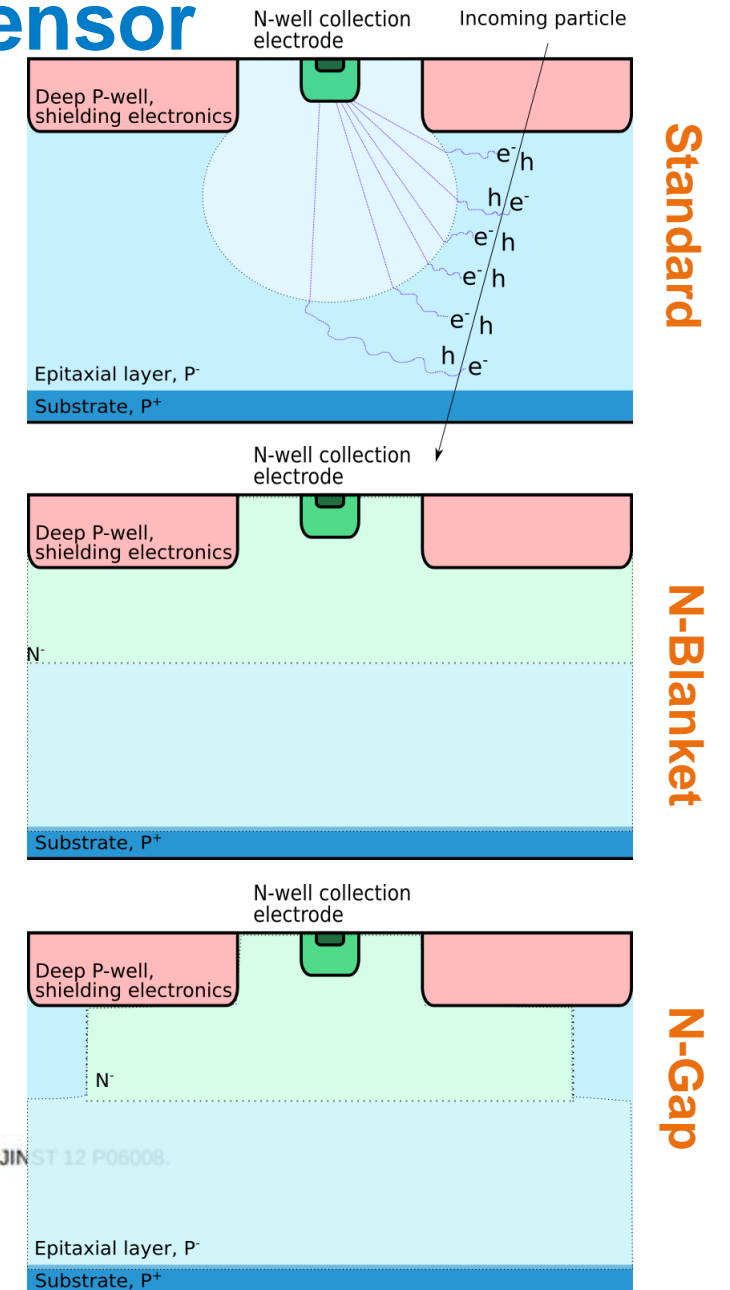 ensor
N-well collection
electrode
Incoming particle
Deep P-well,
shielding electronics
e- h
h e-
e- h
e- h
e- h
h e-
Epitaxial layer, P-
Substrate, P+
Standard
N-well collection
electrode
Deep P-well,
shielding electronics
N-
Substrate, P+
N-Blanket
N-well collection
electrode
Deep P-well,
shielding electronics
N-
JINST 12 P06008.
Epitaxial layer, P-
Substrate, P+
N-Gap